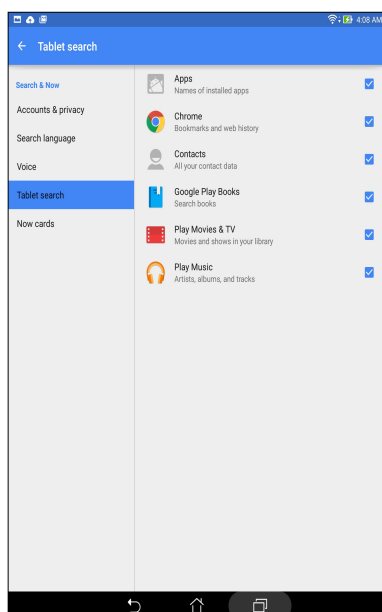 4:08 AM
Tablet search
Search & Now
Accounts & privacy
Search language
Voice
Tablet search
Now cards
Apps
Names of installed apps
Chrome
Bookmarks and web history
Contacts
All your contact data
Google Play Books
Search books
Play Movies & TV
Movies and shows in your library
Play Music
Artists, albums, and tracks